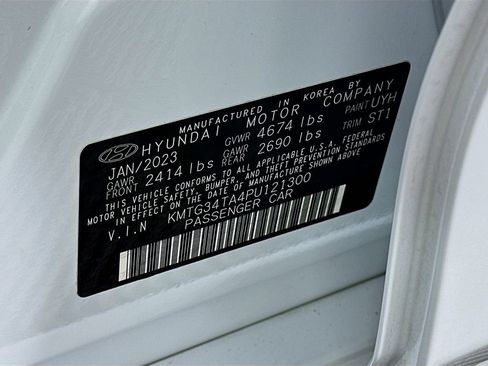 MANUFACTURED IN KOREA BY
HYUNDAI MOTOR COMPANY
JAN/2023 GVWR 4674 lbs PAINT UYH
GAWR FRONT 2414 lbs GAWR REAR 2690 lbs TRIM STI
THIS VEHICLE CONFORMS TO ALL APPLICABLE U.S.A. FEDERAL
MOTOR VEHICLE SAFETY, BUMPER, AND THEFT PREVENTION STANDARDS
IN EFFECT ON THE DATE OF MANUFACTURE SHOWN ABOVE
V.I.N KMTG34TA4PU121300
PASSENGER CAR